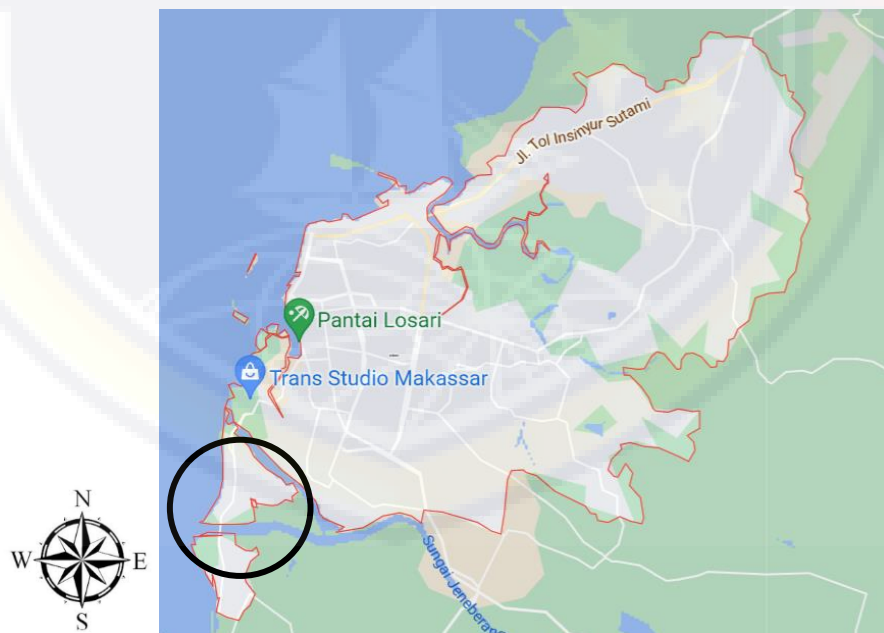 Jl. Tol Insinyur Sutami
Pantai Losari
Trans Studio Makassar
N
W
E
S
Sungai Jeneberang